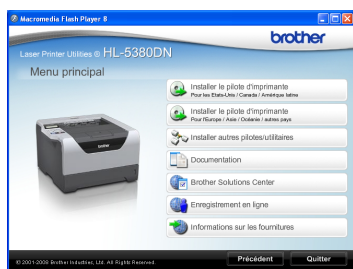 Macromedia Flash Player 8
brother
Laser Printer Utilities ® HL-5380DN
Menu principal
Installer le pilote d'imprimante
Pour les Etats-Unis / Canada / Amérique latine
Installer le pilote d'imprimante
Pour l'Europe / Asie / Océanie / autres pays
Installer autres pilotes/utilitaires
Documentation
Brother Solutions Center
Enregistrement en ligne
Informations sur les fournitures
© 2001-2009 Brother Industries, Ltd. All Rights Reserved.
Précédent
Quitter